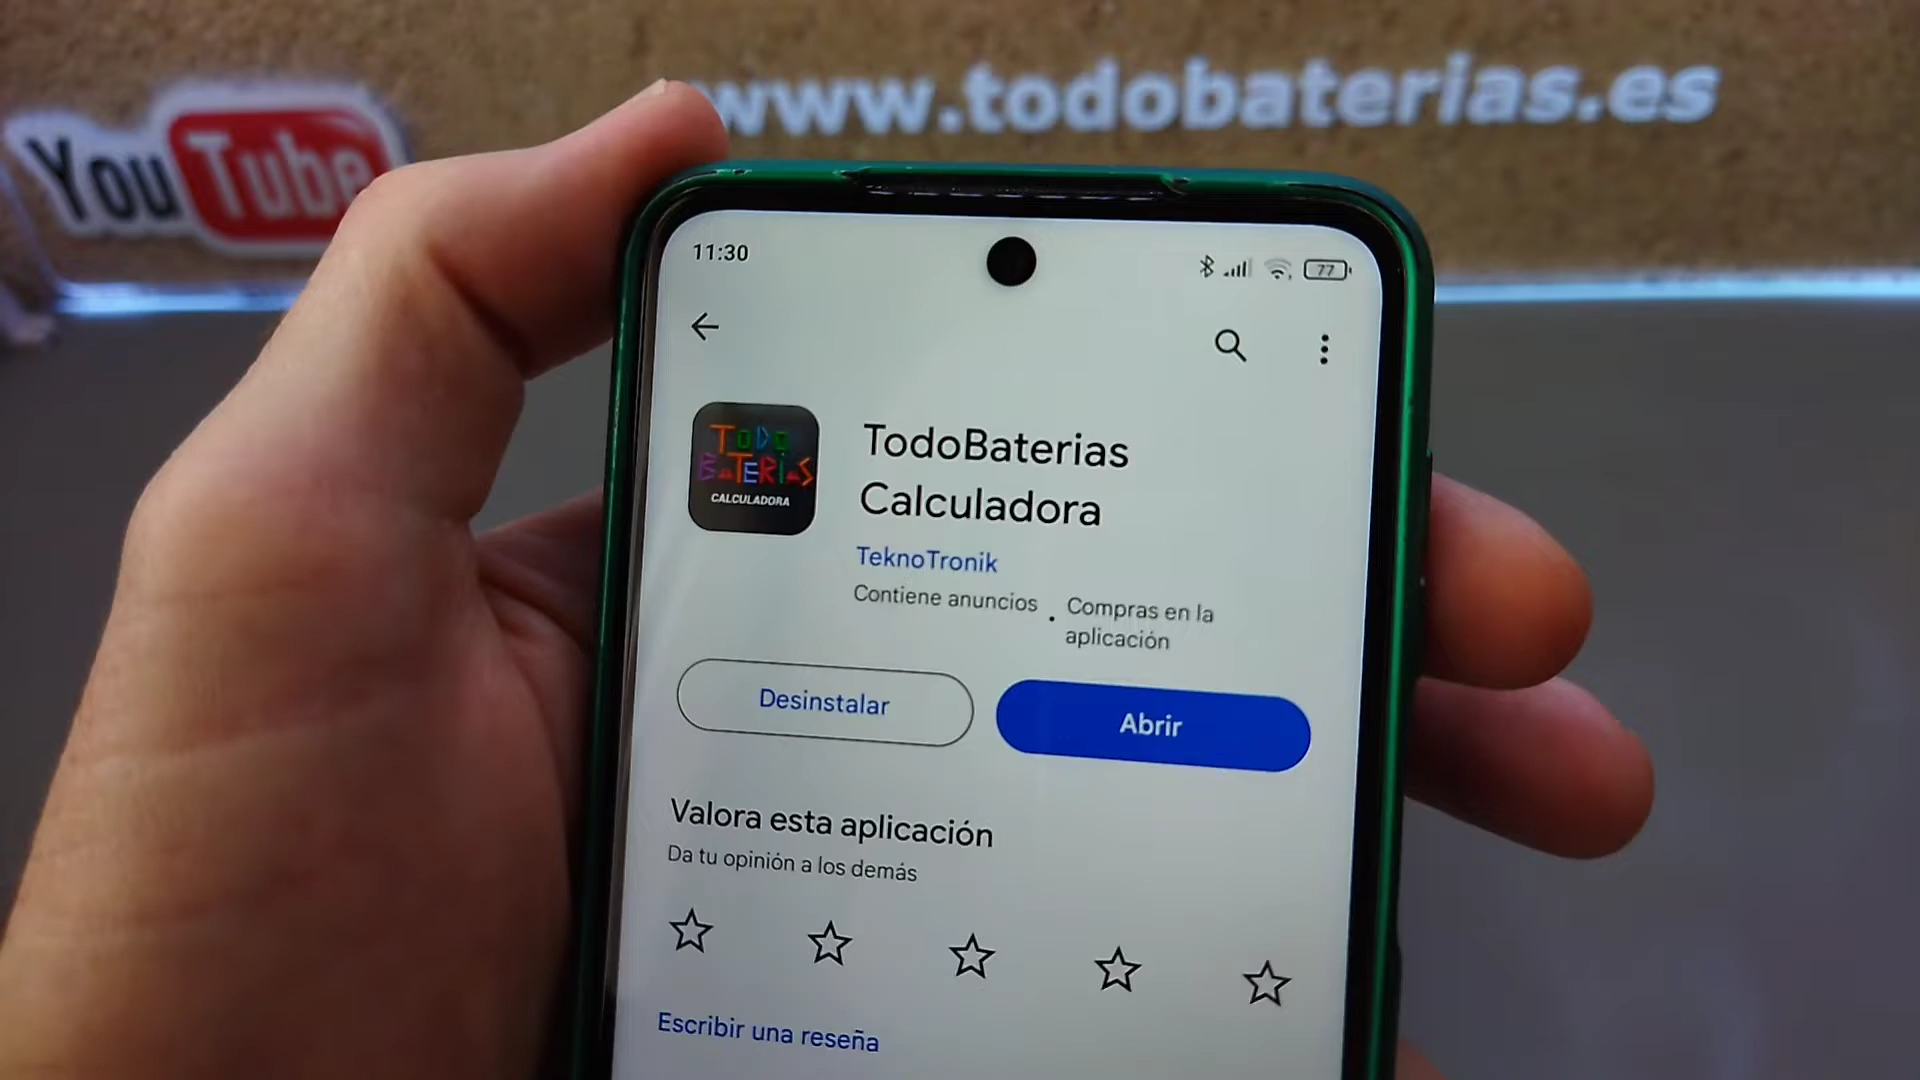 YouTube
www.todobaterias.es
11:30
77
TODO
BATERIAS
CALCULADORA
TodoBaterias
Calculadora
TeknoTronik
Contiene anuncios . Compras en la
aplicación
Desinstalar
Abrir
Valora esta aplicación
Da tu opinión a los demás
Escribir una reseña